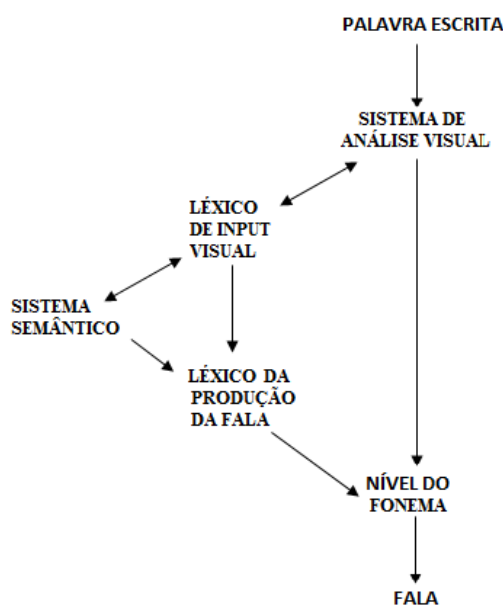 PALAVRA ESCRITA
SISTEMA DE
ANÁLISE VISUAL
LÉXICO
DE INPUT
VISUAL
SISTEMA
SEMÂNTICO
LÉXICO DA
PRODUÇÃO
DA FALA
NÍVEL DO
FONEMA
FALA